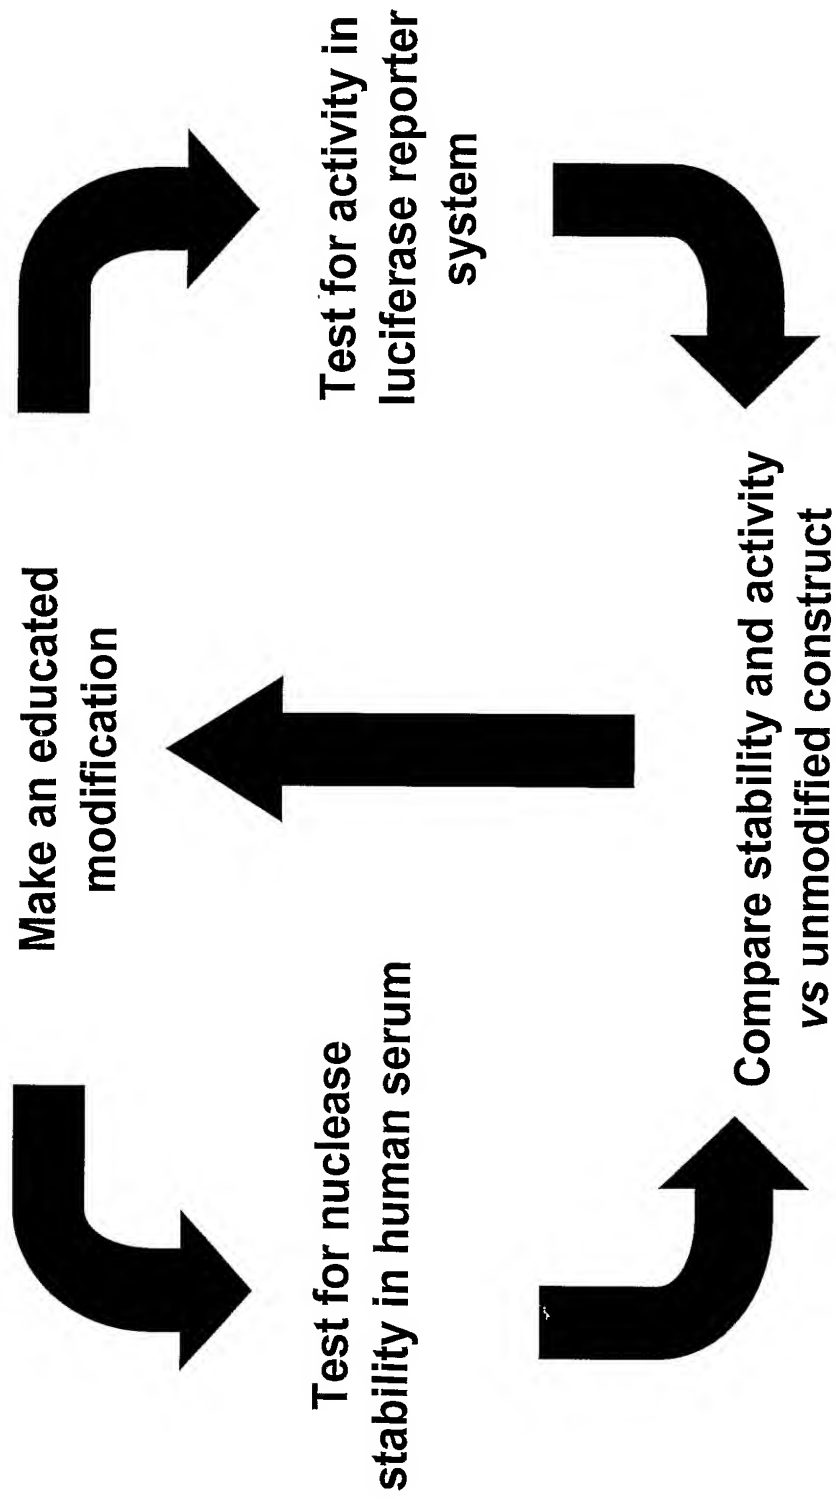 Make an educated
modification
Test for nuclease
stability in human serum
Test for activity in
luciferase reporter
system
Compare stability and activity
vs unmodified construct